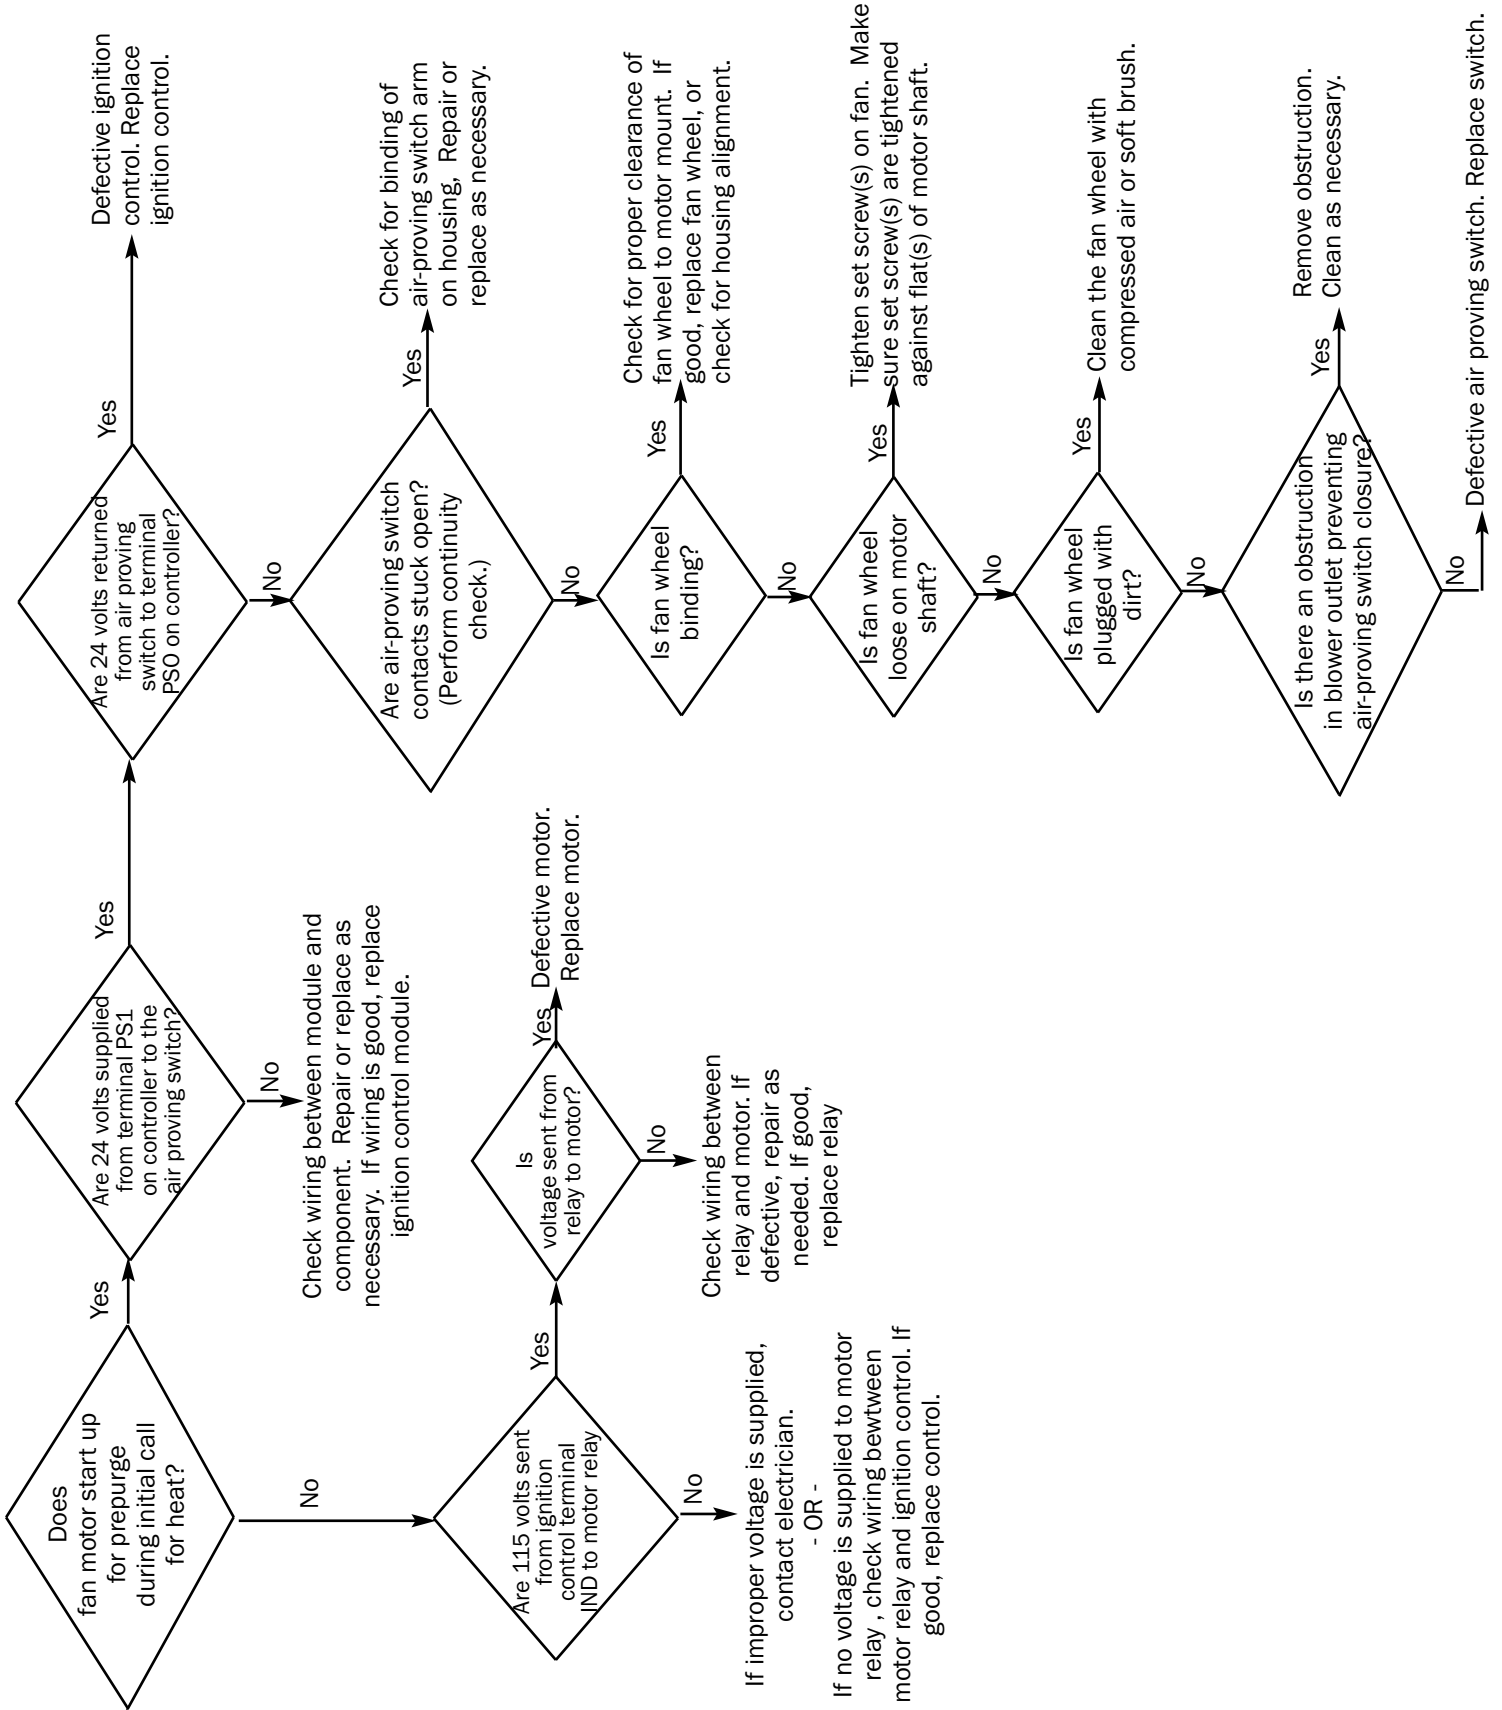 Does
fan motor start up
for prepurge
during initial call
for heat?
Yes
No
Are 24 volts supplied
from terminal PS1
on controller to the
air proving switch?
Yes
No
Check wiring between module and
component. Repair or replace as
necessary. If wiring is good, replace
ignition control module.
Are 24 volts returned
from air proving
switch to terminal
PSO on controller?
Yes
Defective ignition
control. Replace
ignition control.
No
Are air-proving switch
contacts stuck open?
(Perform continuity
check.)
Yes
Check for binding of
air-proving switch arm
on housing, Repair or
replace as necessary.
No
Is fan wheel
binding?
Yes
Check for proper clearance of
fan wheel to motor mount. If
good, replace fan wheel, or
check for housing alignment.
No
Is fan wheel
loose on motor
shaft?
Yes
Tighten set screw(s) on fan. Make
sure set screw(s) are tightened
against flat(s) of motor shaft.
No
Is fan wheel
plugged with
dirt?
Yes
Clean the fan wheel with
compressed air or soft brush.
No
Is there an obstruction
in blower outlet preventing
air-proving switch closure?
Yes
Remove obstruction.
Clean as necessary.
No
Defective air proving switch. Replace switch.
Are 115 volts sent
from ignition
control terminal
IND to motor relay
Yes
No
If improper voltage is supplied,
contact electrician.
- OR -
If no voltage is supplied to motor
relay , check wiring bewtween
motor relay and ignition control. If
good, replace control.
Is
voltage sent from
relay to motor?
Yes
Defective motor.
Replace motor.
No
Check wiring between
relay and motor. If
defective, repair as
needed. If good,
replace relay